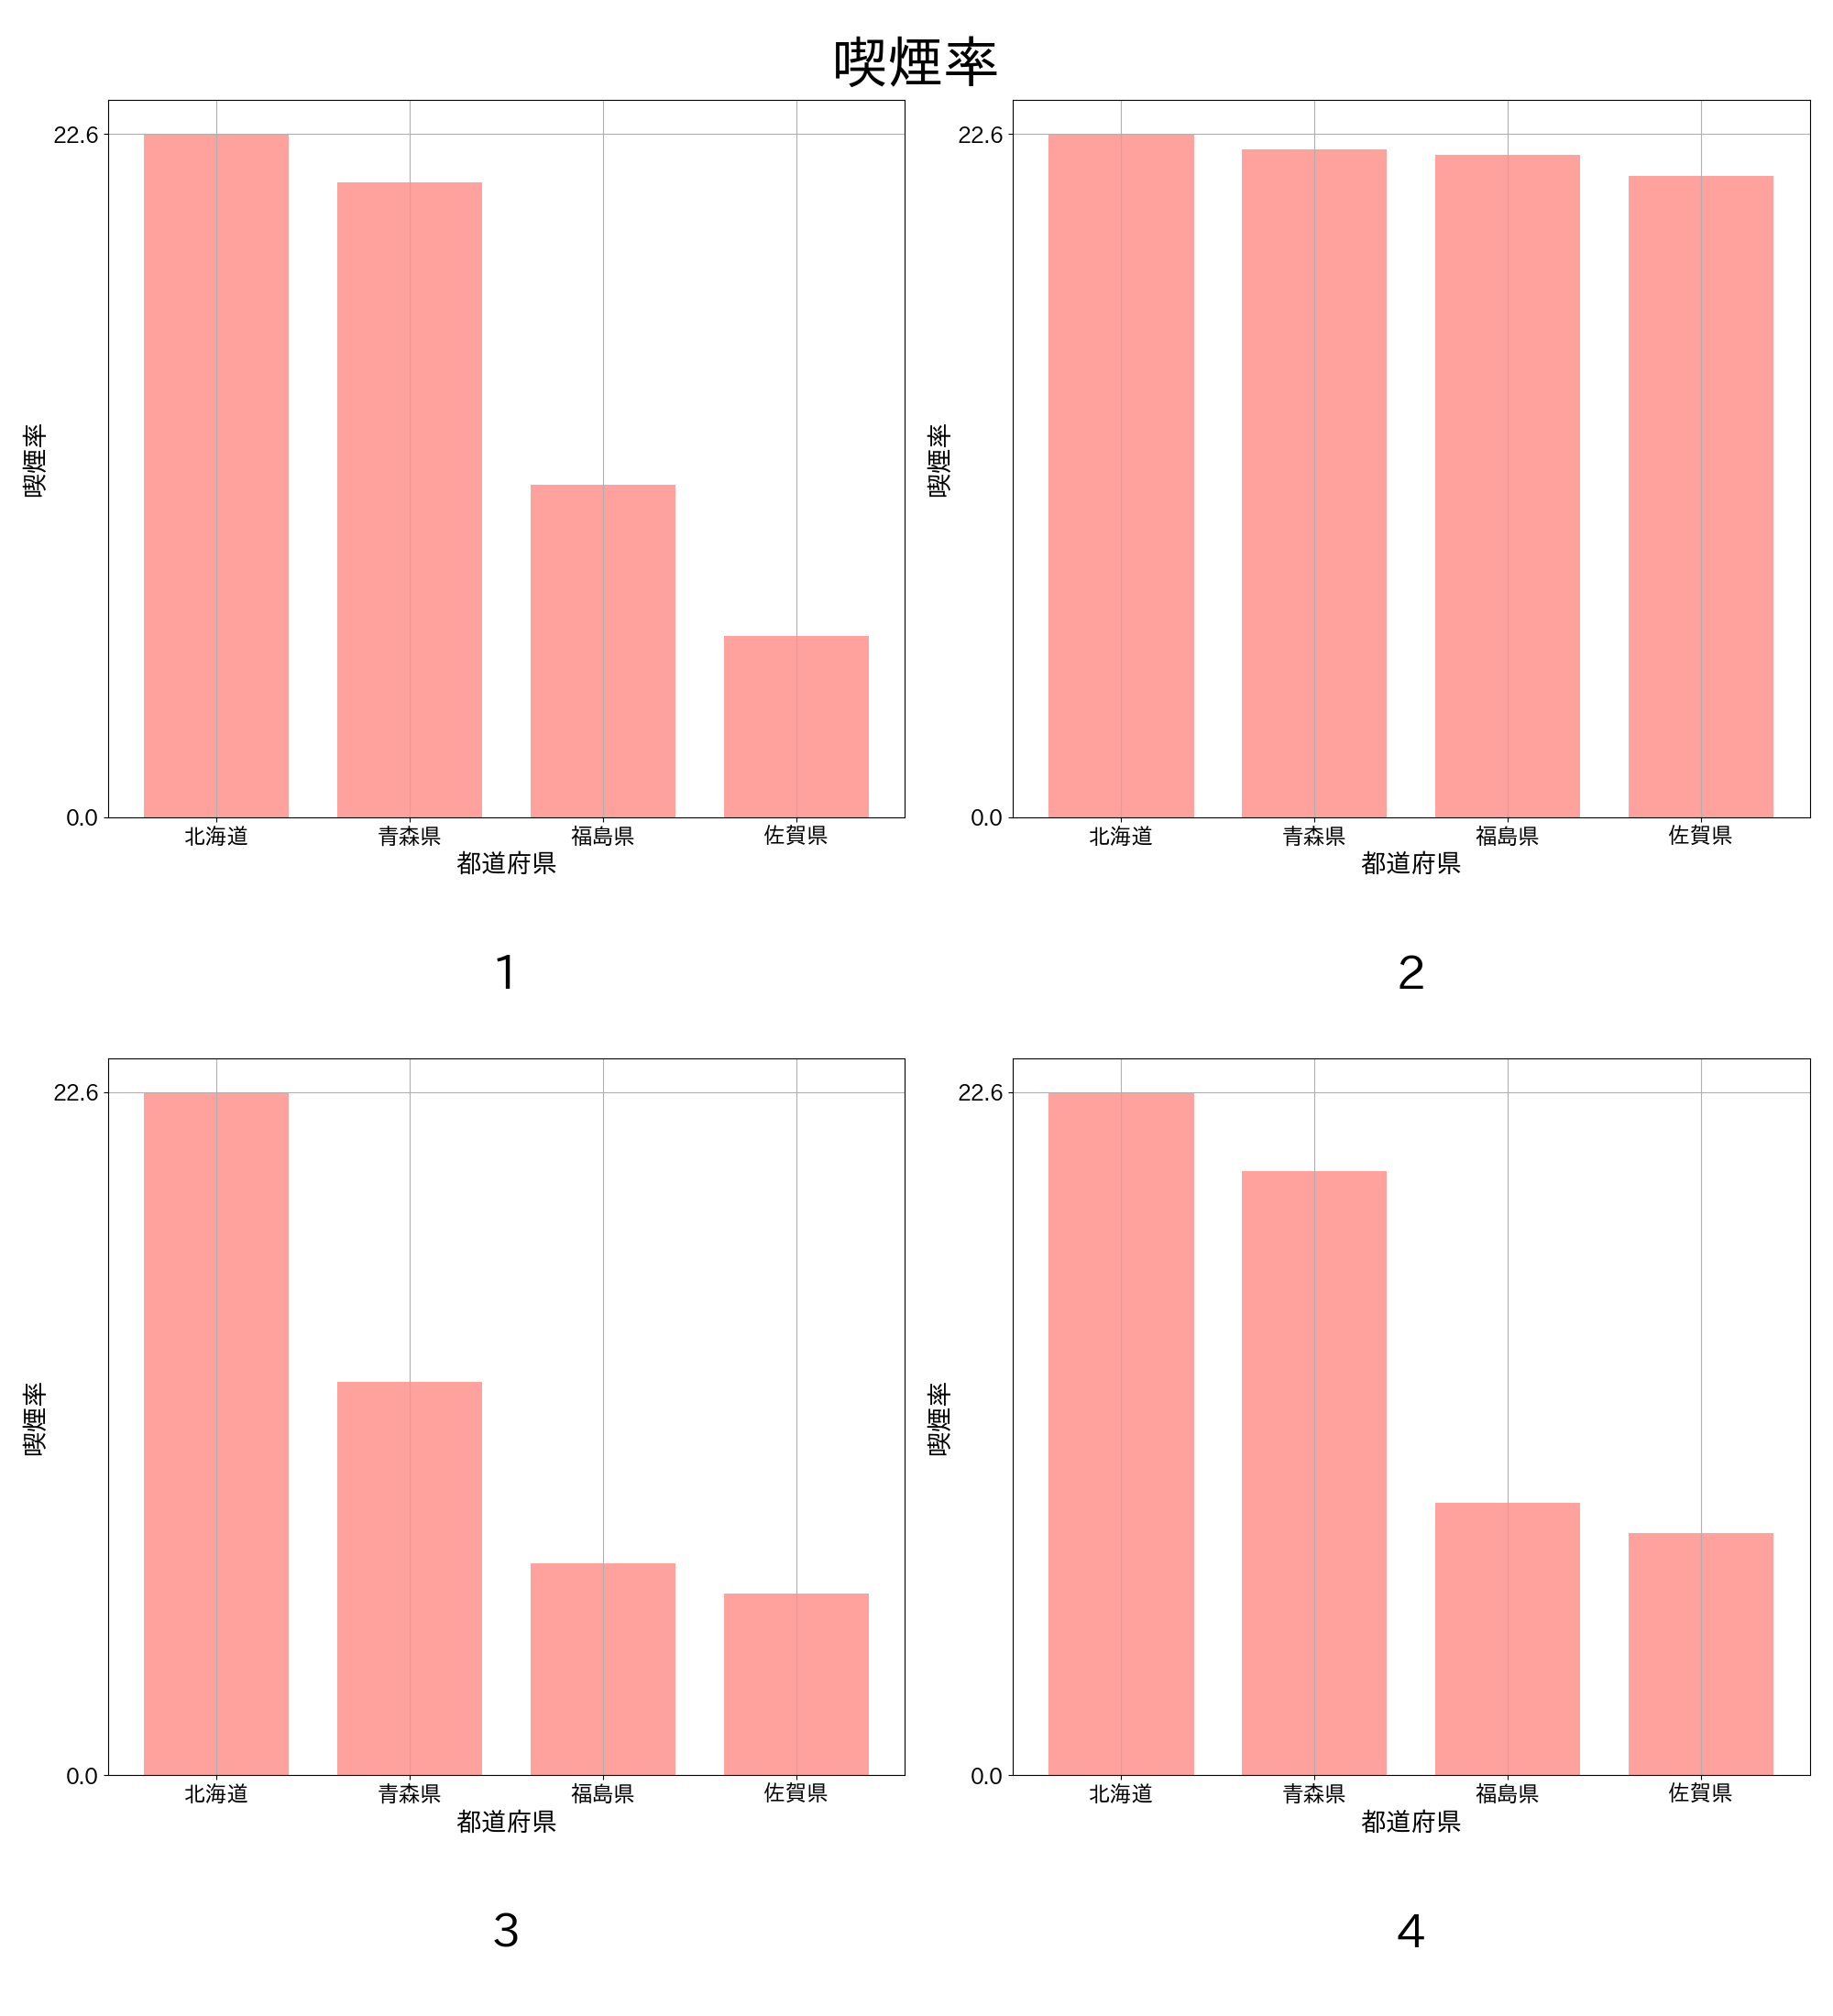 喫煙率
22.6
喫煙率
0.0
北海道 青森県 福島県 佐賀県
都道府県
1
22.6
喫煙率
0.0
北海道 青森県 福島県 佐賀県
都道府県
2
22.6
喫煙率
0.0
北海道 青森県 福島県 佐賀県
都道府県
3
22.6
喫煙率
0.0
北海道 青森県 福島県 佐賀県
都道府県
4